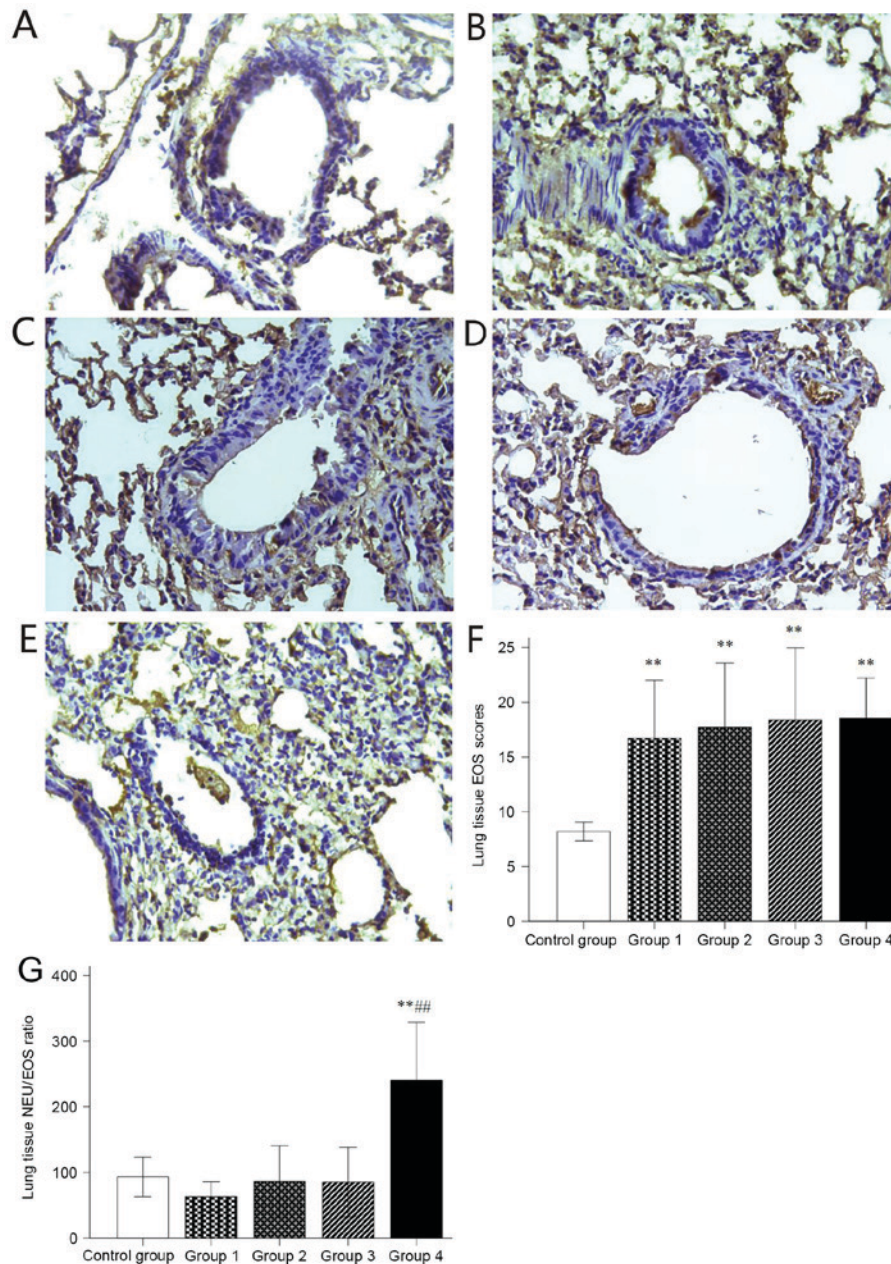 A
B
C
D
E
F
Lung tissue EOS scores
25
20
15
10
5
0
**
**
**
**
Control group Group 1 Group 2 Group 3 Group 4
G
Lung tissue NEU/EOS ratio
400
300
200
100
0
**##
Control group Group 1 Group 2 Group 3 Group 4